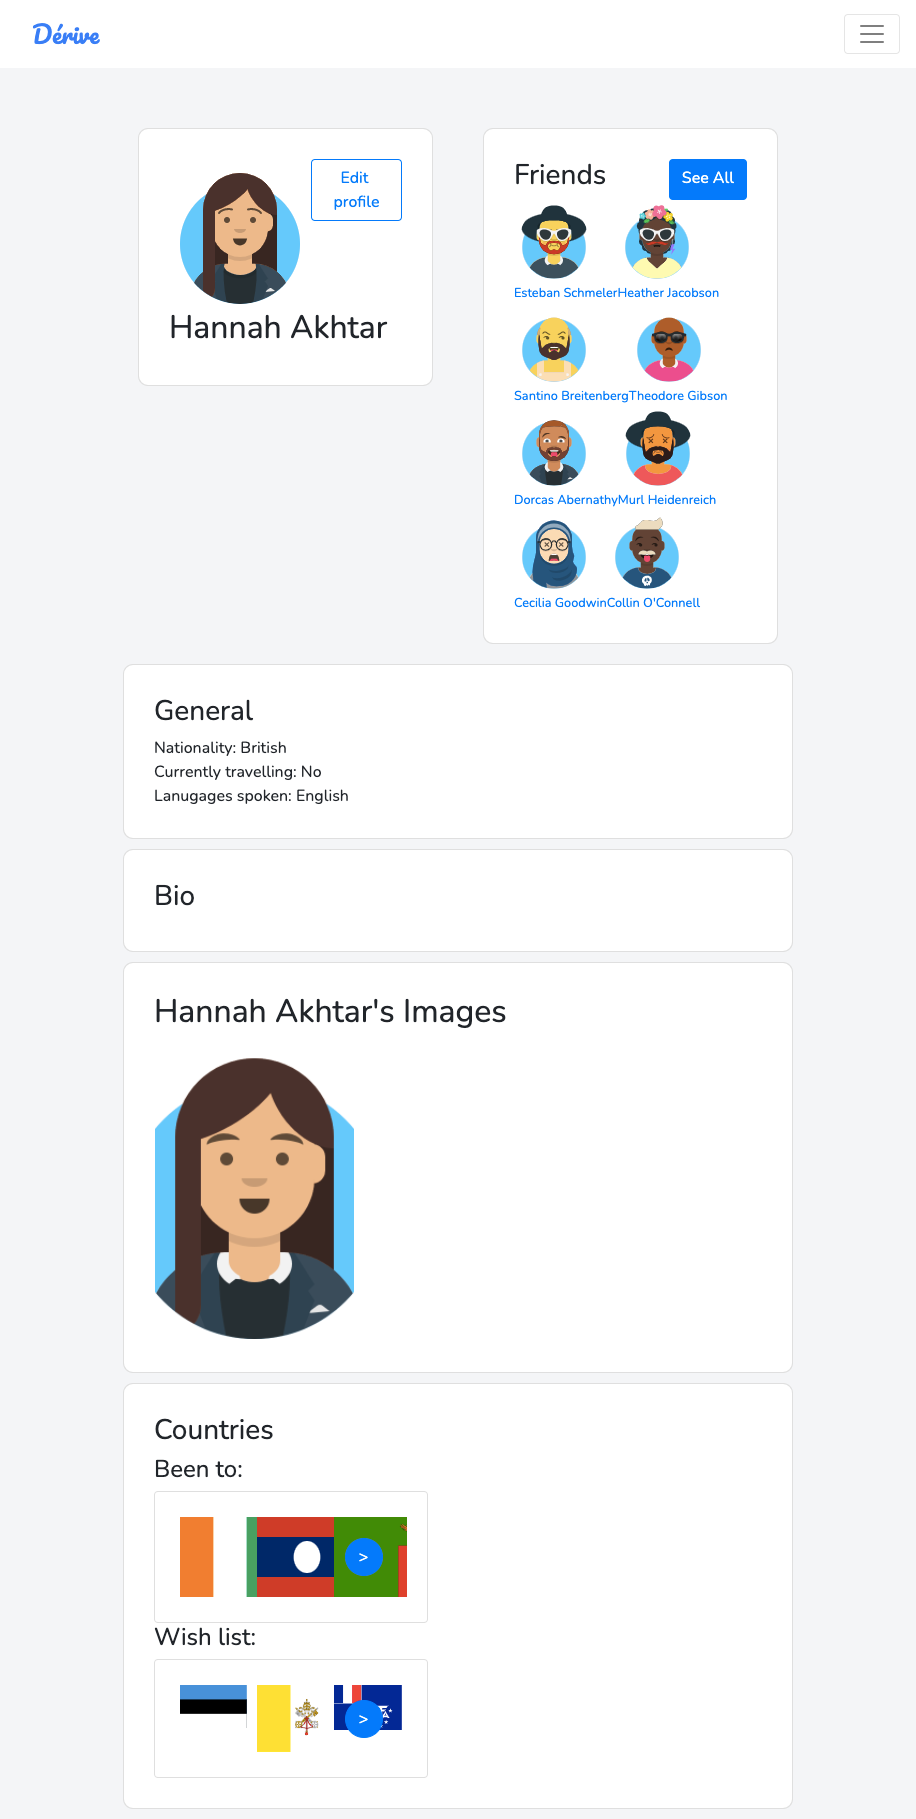 Dérive
Edit
profile
Hannah Akhtar
Friends
See All
Esteban SchmelerHeather Jacobson
Santino BreitenbergTheodore Gibson
Dorcas AbernathyMurl Heidenreich
Cecilia GoodwinCollin O'Connell
General
Nationality: British
Currently travelling: No
Lanugages spoken: English
Bio
Hannah Akhtar's Images
Countries
Been to:
>
Wish list:
>